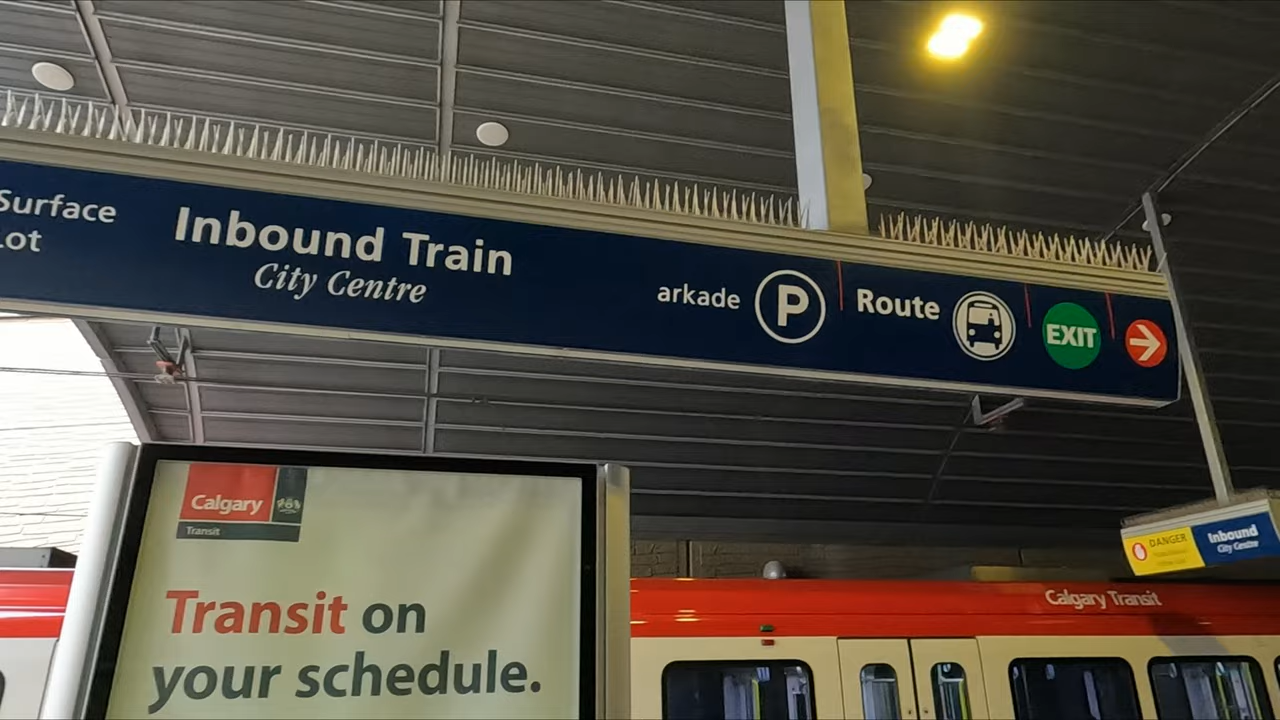 Surface
Lot
Inbound Train
City Centre
arkade P
Route
EXIT
Calgary
Transit
Transit on
your schedule.
DANGER
Inbound
City Centre
Calgary Transit